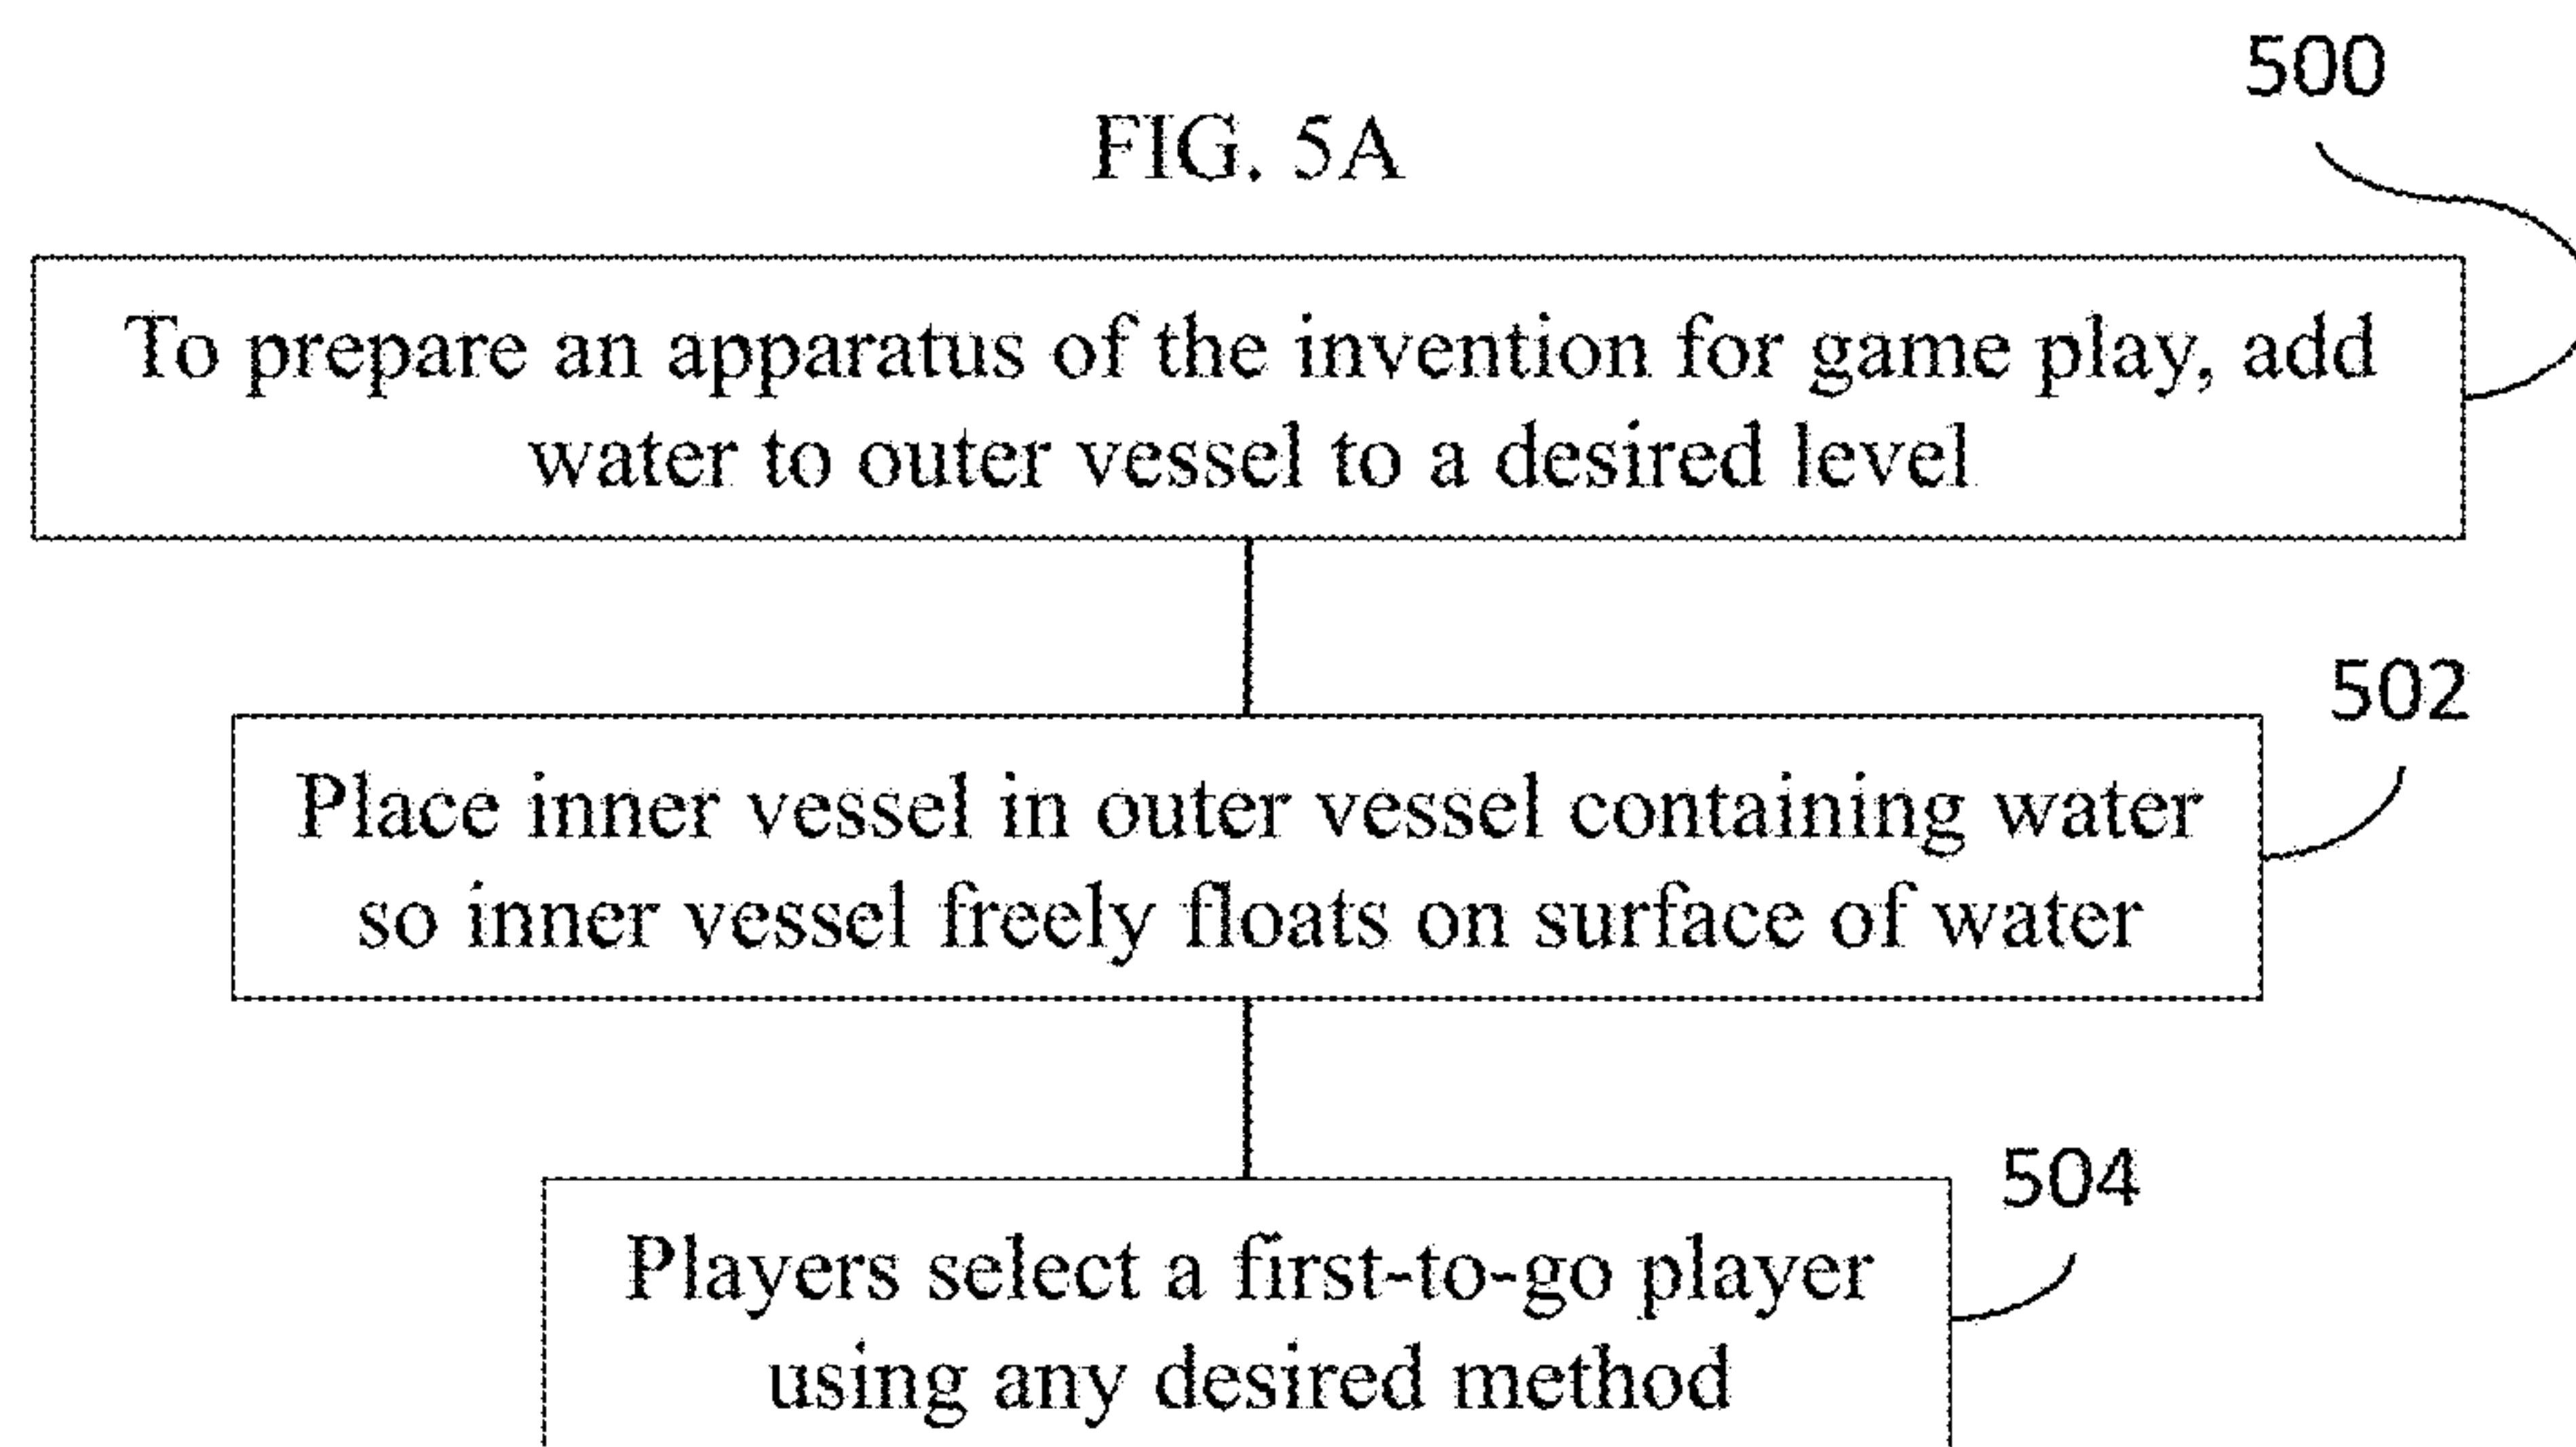 500
FIG. 5A
To prepare an apparatus of the invention for game play, add
water to outer vessel to a desired level
502
Place inner vessel in outer vessel containing water
so inner vessel freely floats on surface of water
504
Players select a first-to-go player
using any desired method